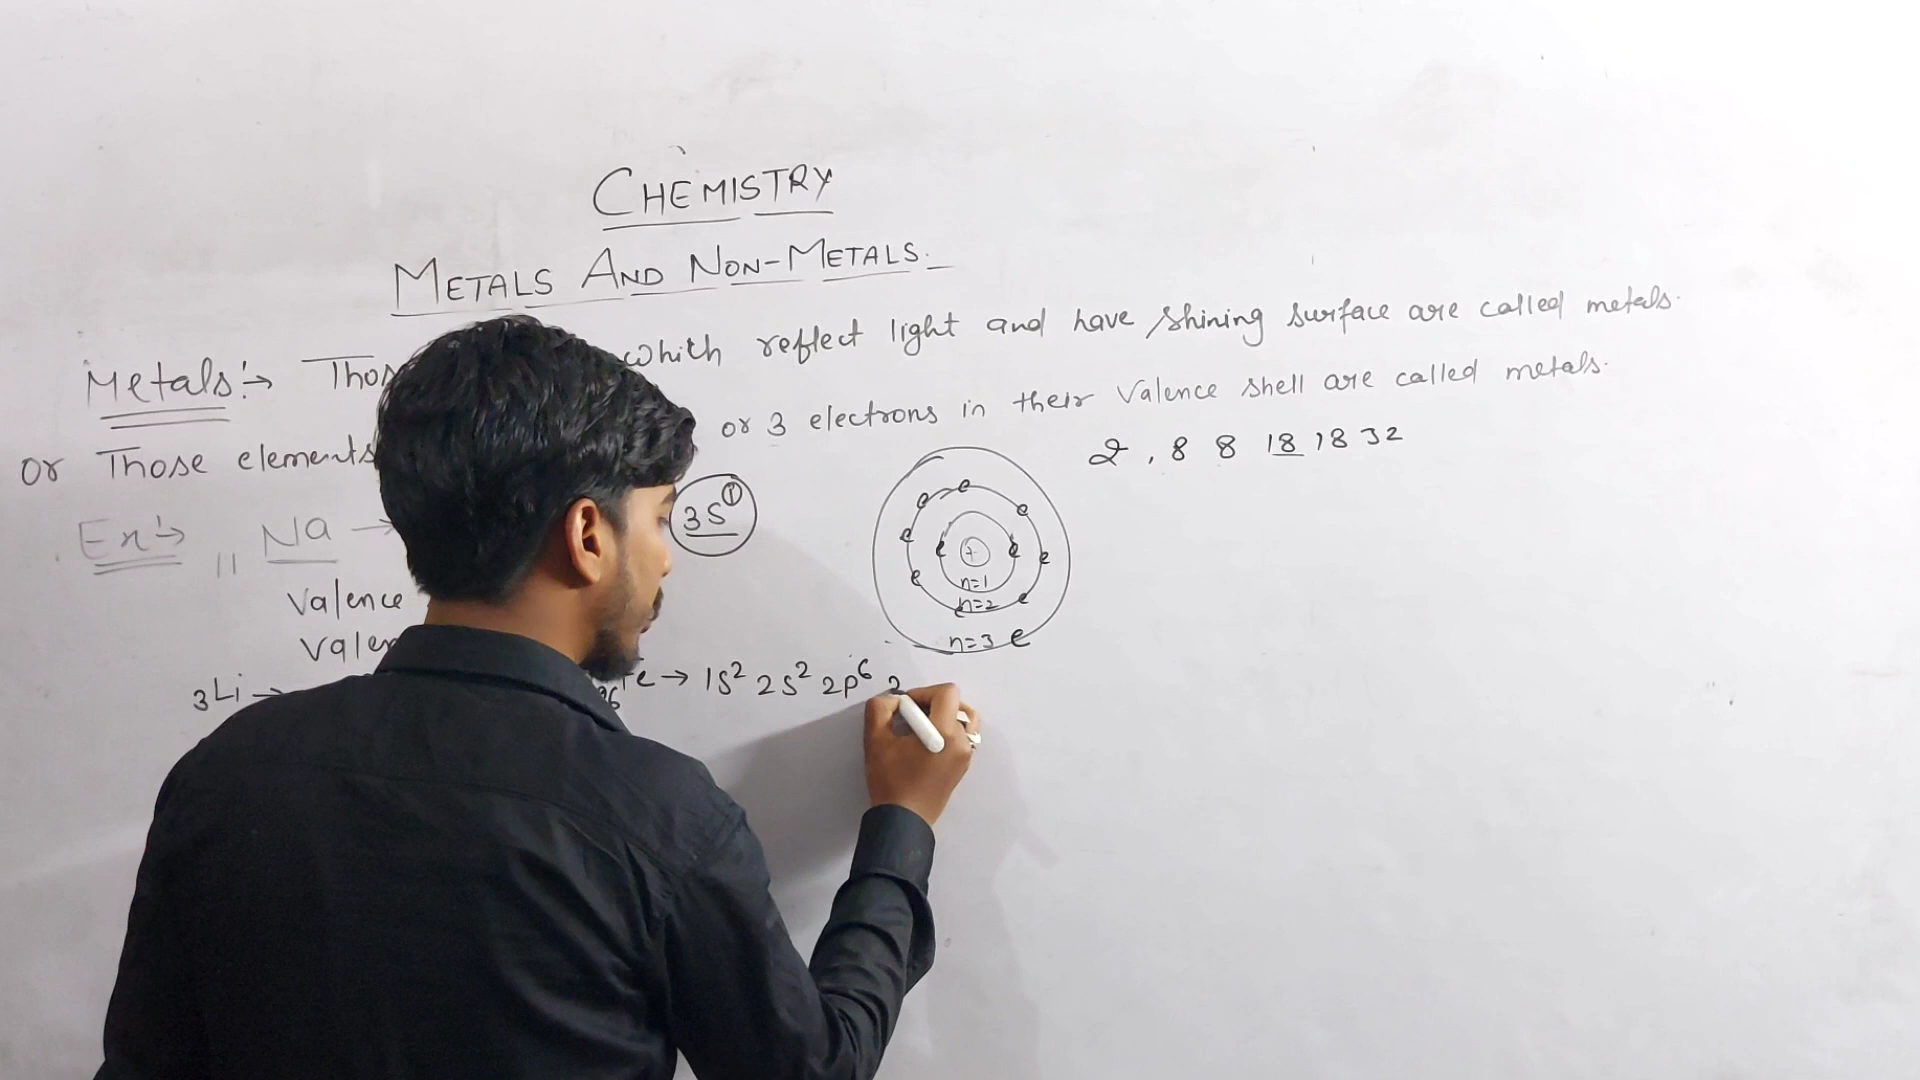 CHEMISTRY
METALS AND NON-METALS.
Metals:→ which reflect light and have shining surface are called metals.
or Those elements or 3 electrons in their Valence shell are called metals.
2, 8 8 18 18 32
Ex:→ Na → 3S①
e e e e e + e e e e e
n=1
n=2
n=3 e
Valence
₃Li → ₂₆Fe → 1s² 2s² 2p⁶